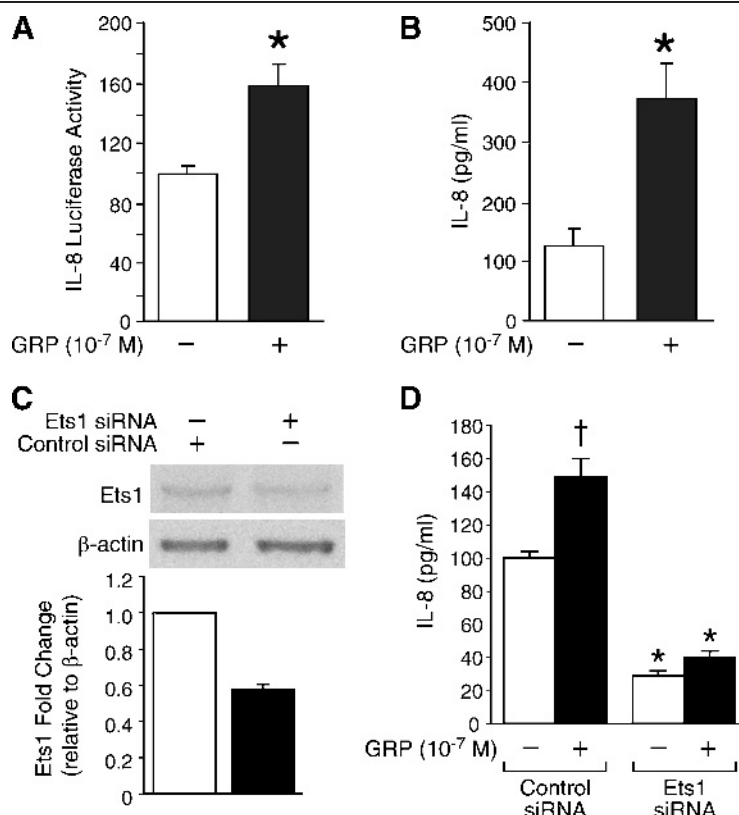 A
IL-8 Luciferase Activity
200
160
120
80
40
0
*
GRP (10⁻⁷ M) − +
B
IL-8 (pg/ml)
500
400
300
200
100
0
*
GRP (10⁻⁷ M) − +
C
Ets1 siRNA − +
Control siRNA + −
Ets1
β-actin
Ets1 Fold Change
(relative to β-actin)
1.2
1.0
0.8
0.6
0.4
0.2
0
D
IL-8 (pg/ml)
180
160
140
120
100
80
60
40
20
0
†
* *
GRP (10⁻⁷ M) − + − +
Control Ets1
siRNA siRNA